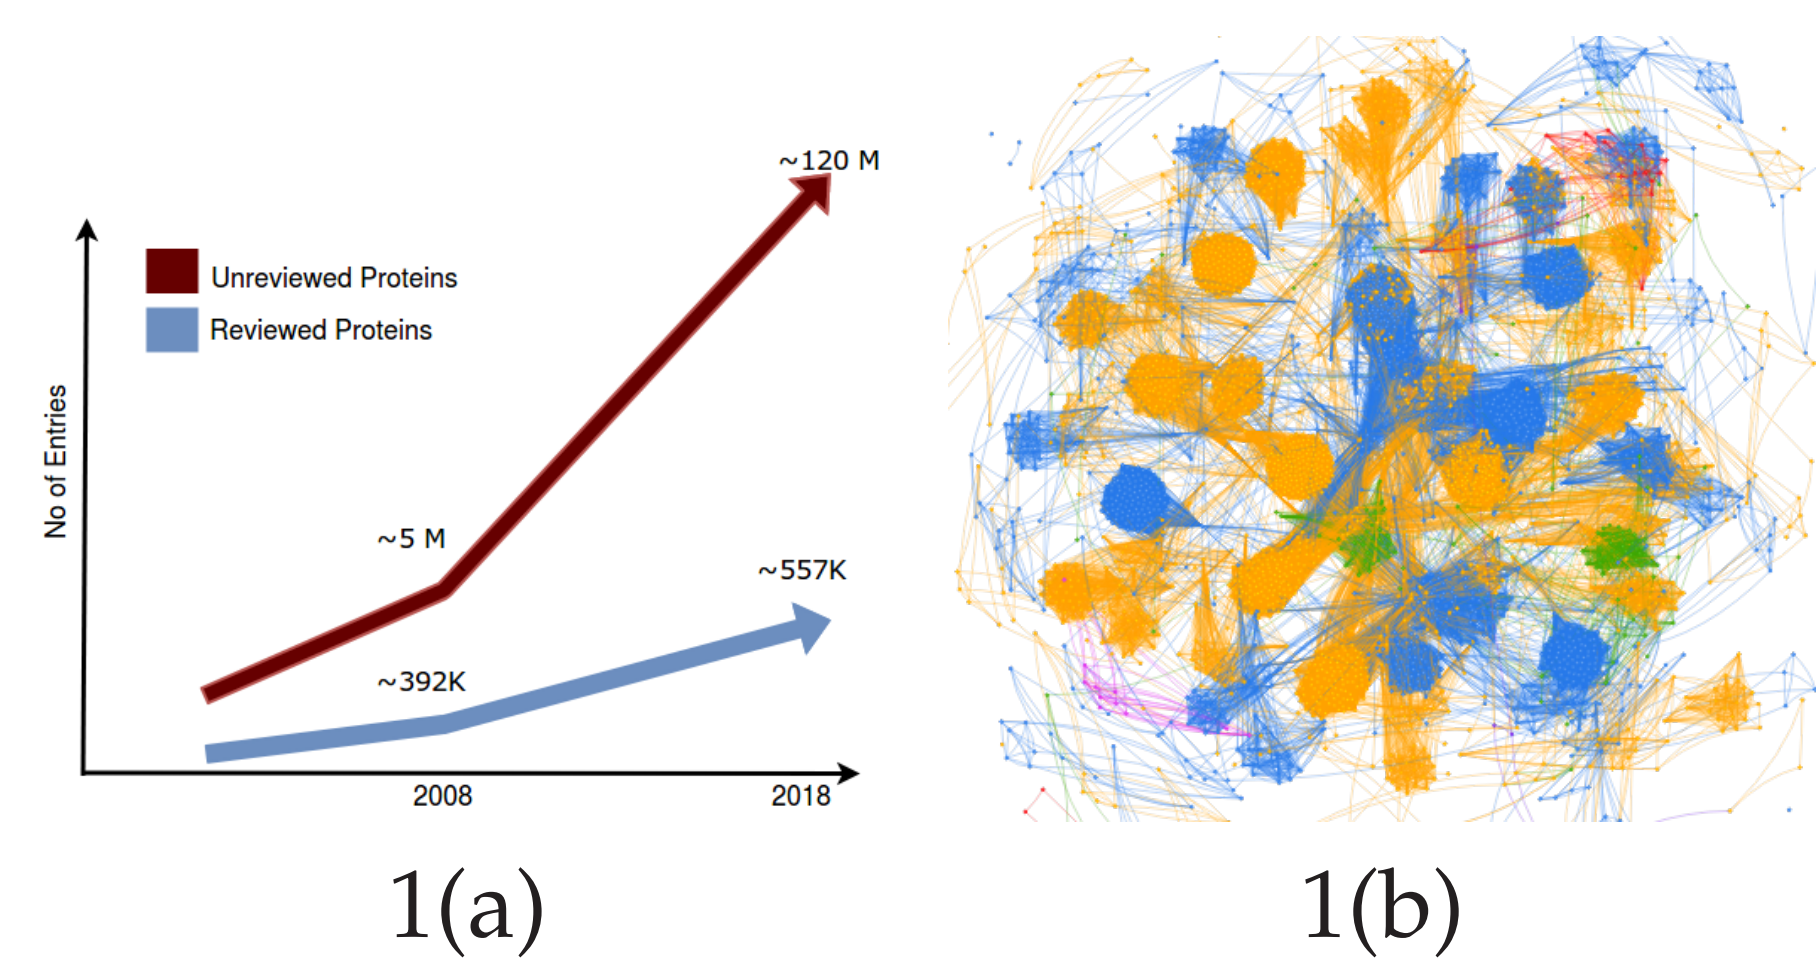 ~120 M
Unreviewed Proteins
Reviewed Proteins
No of Entries
~5 M
~557K
~392K
2008
2018
1(a)
1(b)